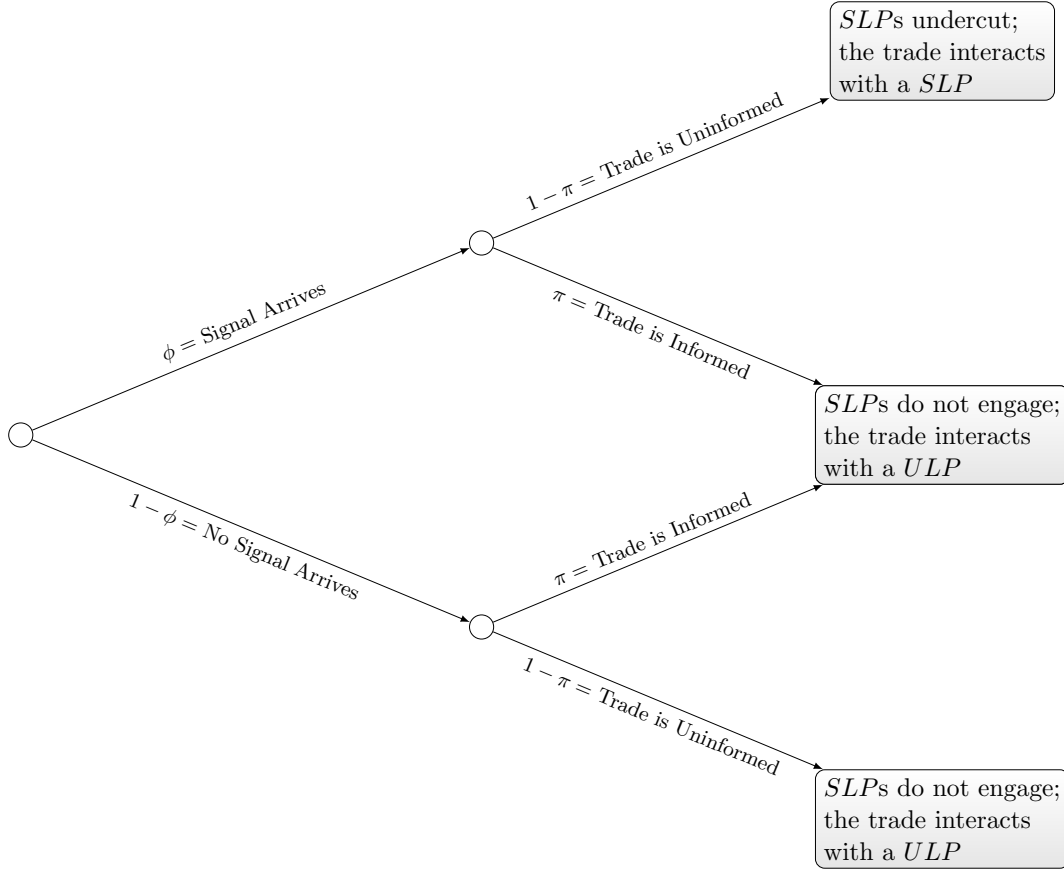 SLPs undercut;
the trade interacts
with a SLP
1 − π = Trade is Uninformed
ϕ = Signal Arrives
π = Trade is Informed
SLPs do not engage;
the trade interacts
with a ULP
1 − ϕ = No Signal Arrives
π = Trade is Informed
1 − π = Trade is Uninformed
SLPs do not engage;
the trade interacts
with a ULP